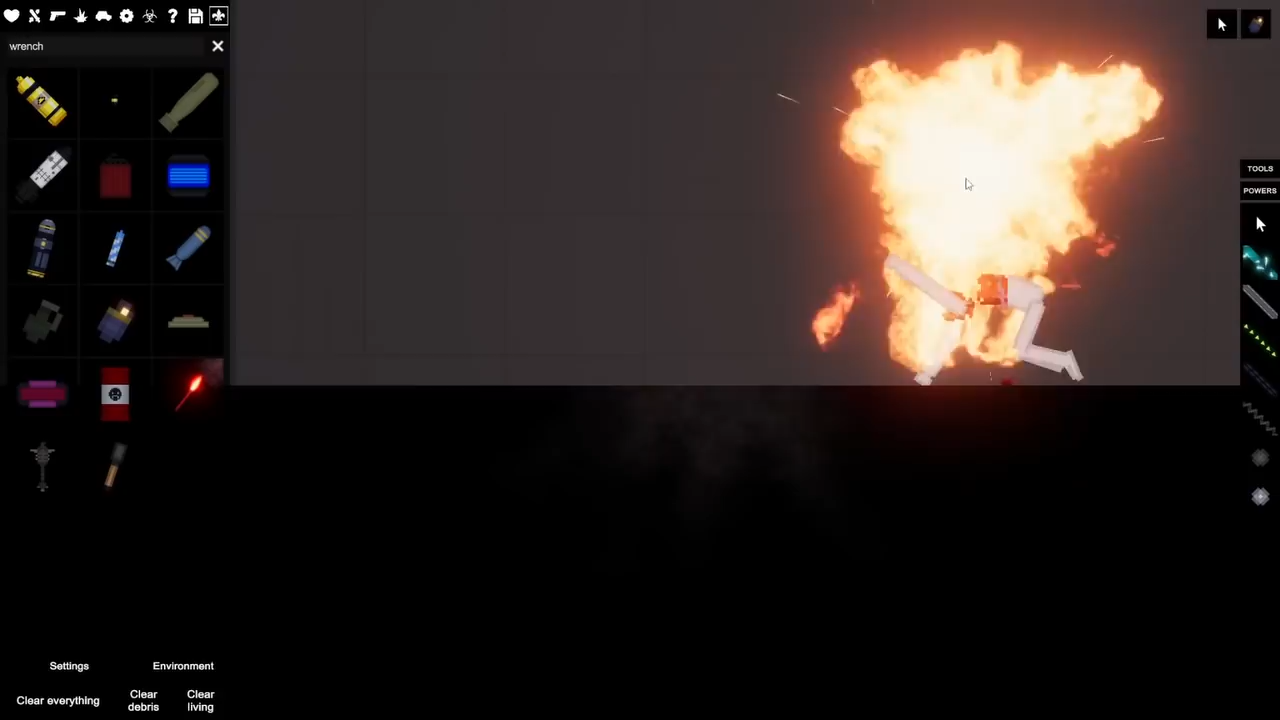 wrench
TOOLS
POWERS
Settings
Environment
Clear everything
Clear
debris
Clear
living